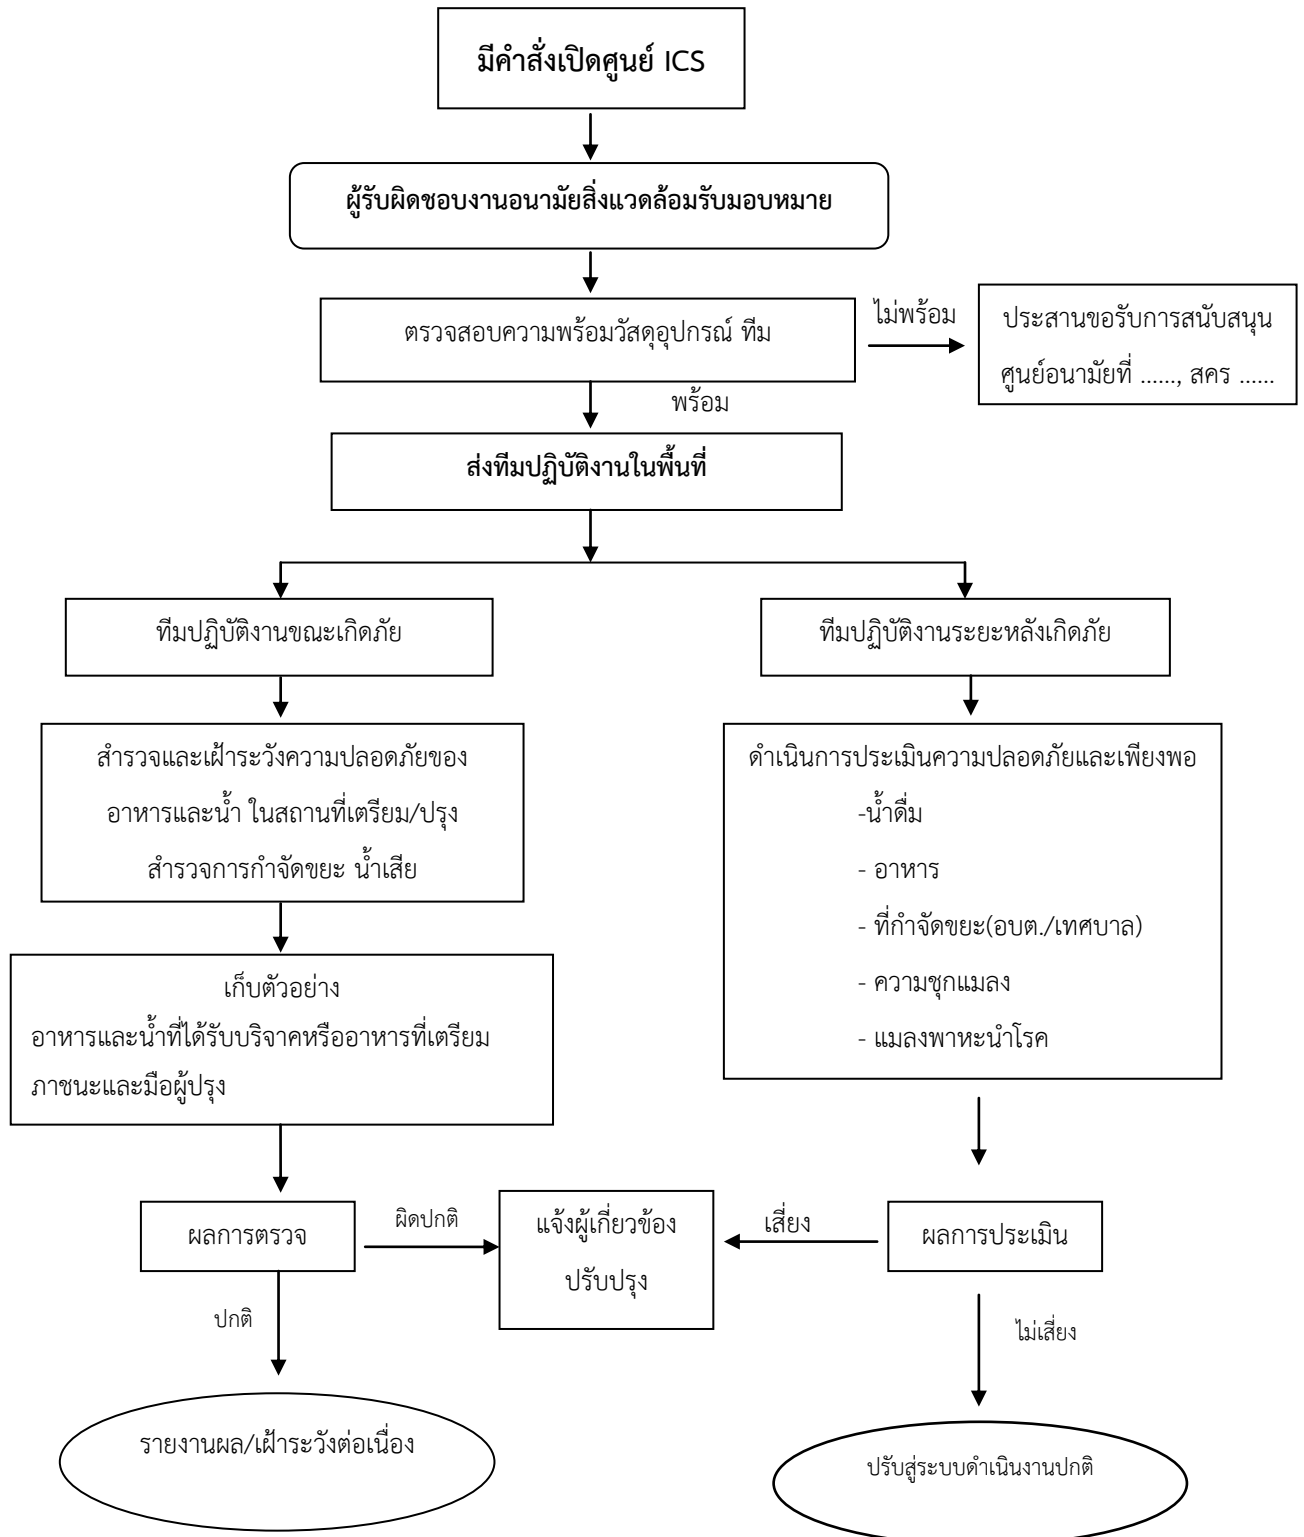 มีคำสั่งเปิดศูนย์ ICS
ผู้รับผิดชอบงานอนามัยสิ่งแวดล้อมรับมอบหมาย
ตรวจสอบความพร้อมวัสดุอุปกรณ์ ทีม
ไม่พร้อม
ประสานขอรับการสนับสนุน
ศูนย์อนามัยที่ ......, สคร ......
พร้อม
ส่งทีมปฏิบัติงานในพื้นที่
ทีมปฏิบัติงานขณะเกิดภัย
ทีมปฏิบัติงานระยะหลังเกิดภัย
สำรวจและเฝ้าระวังความปลอดภัยของ
อาหารและน้ำ ในสถานที่เตรียม/ปรุง
สำรวจการกำจัดขยะ น้ำเสีย
ดำเนินการประเมินความปลอดภัยและเพียงพอ
-น้ำดื่ม
- อาหาร
- ที่กำจัดขยะ(อบต./เทศบาล)
- ความชุกแมลง
- แมลงพาหะนำโรค
เก็บตัวอย่าง
อาหารและน้ำที่ได้รับบริจาคหรืออาหารที่เตรียม
ภาชนะและมือผู้ปรุง
ผลการตรวจ
ผิดปกติ
แจ้งผู้เกี่ยวข้อง
ปรับปรุง
เสี่ยง
ผลการประเมิน
ปกติ
ไม่เสี่ยง
รายงานผล/เฝ้าระวังต่อเนื่อง
ปรับสู่ระบบดำเนินงานปกติ